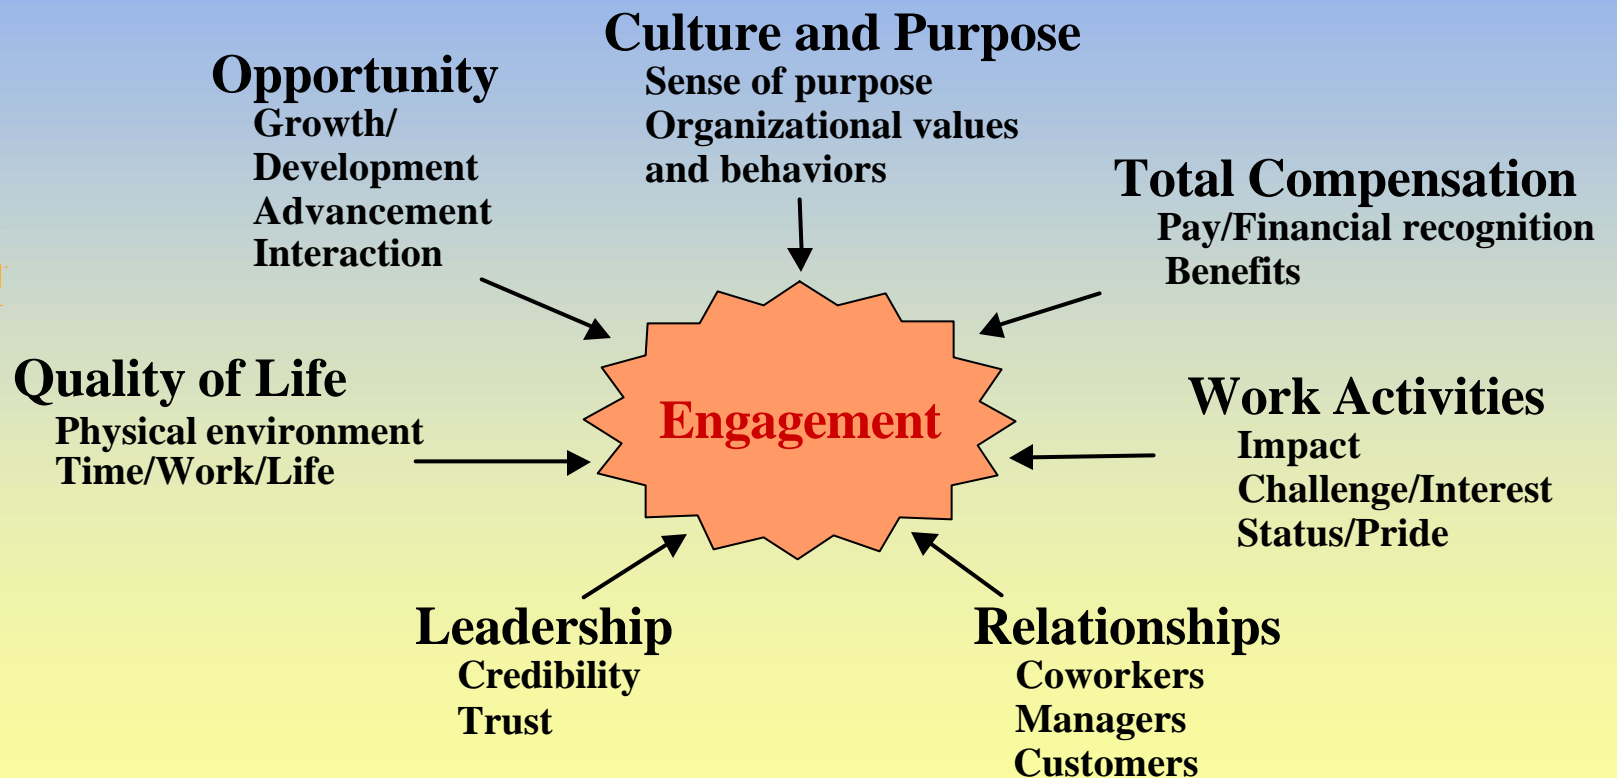 Culture and Purpose
Sense of purpose
Organizational values
and behaviors
Opportunity
Growth/
Development
Advancement
Interaction
Total Compensation
Pay/Financial recognition
Benefits
Quality of Life
Physical environment
Time/Work/Life
Engagement
Work Activities
Impact
Challenge/Interest
Status/Pride
Leadership
Credibility
Trust
Relationships
Coworkers
Managers
Customers